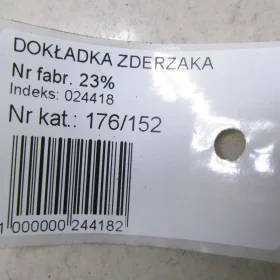 DOKŁADKA ZDERZAKA
Nr fabr. 23%
Indeks: 024418
Nr kat.: 176/152
1 000000 244182